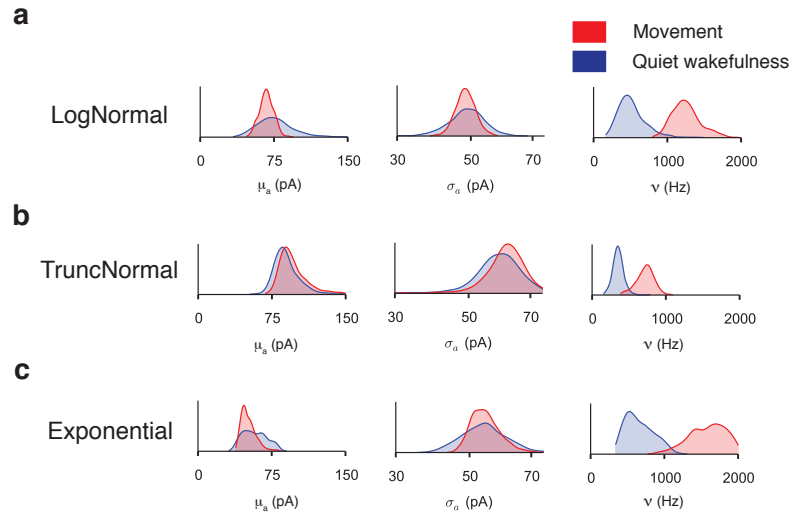 a
Movement
Quiet wakefulness
LogNormal
0 75 150
μa (pA)
30 50 70
σa (pA)
0 1000 2000
ν (Hz)
b
TruncNormal
0 75 150
μa (pA)
30 50 70
σa (pA)
0 1000 2000
ν (Hz)
c
Exponential
0 75 150
μa (pA)
30 50 70
σa (pA)
0 1000 2000
ν (Hz)